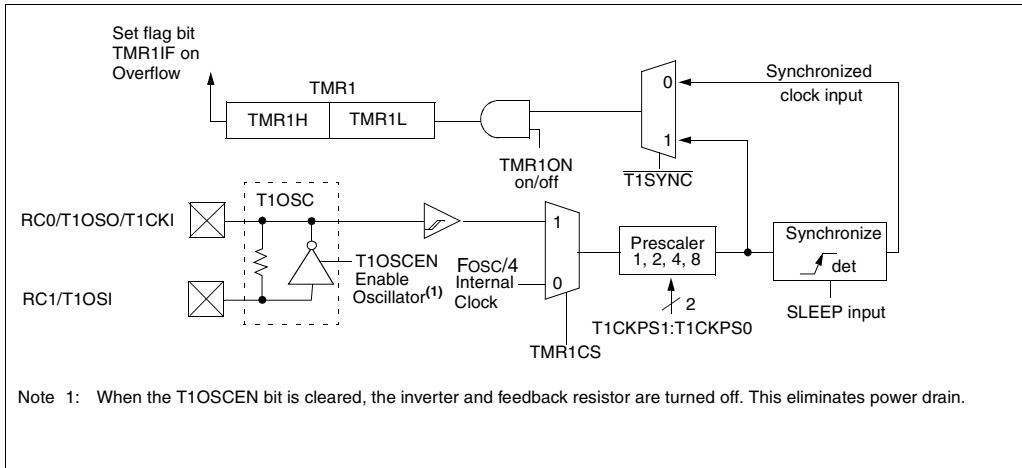 Set flag bit
TMR1IF on
Overflow
TMR1
TMR1H
TMR1L
TMR1ON
on/off
0
1
T1SYNC
Synchronized
clock input
RC0/T1OSO/T1CKI
RC1/T1OSI
T1OSC
T1OSCEN
Enable
Oscillator(1)
FOSC/4
Internal
Clock
1
0
TMR1CS
Prescaler
1, 2, 4, 8
2
T1CKPS1:T1CKPS0
Synchronize
det
SLEEP input
Note 1: When the T1OSCEN bit is cleared, the inverter and feedback resistor are turned off. This eliminates power drain.